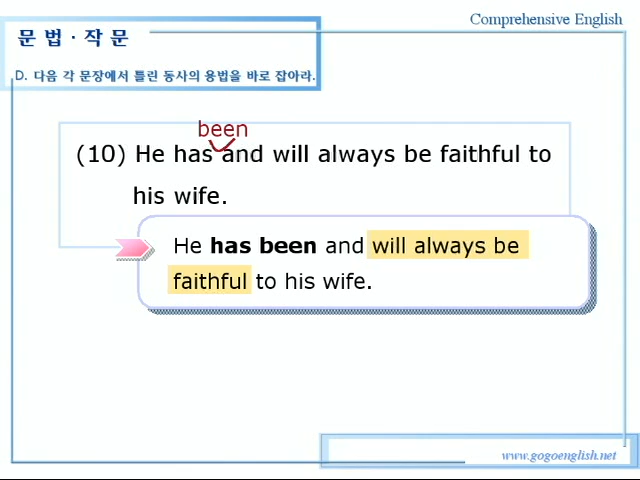 Comprehensive English
문 법 · 작 문
D. 다음 각 문장에서 틀린 동사의 용법을 바로 잡아라.
been
(10) He has and will always be faithful to
his wife.
He has been and will always be
faithful to his wife.
www.gogoenglish.net